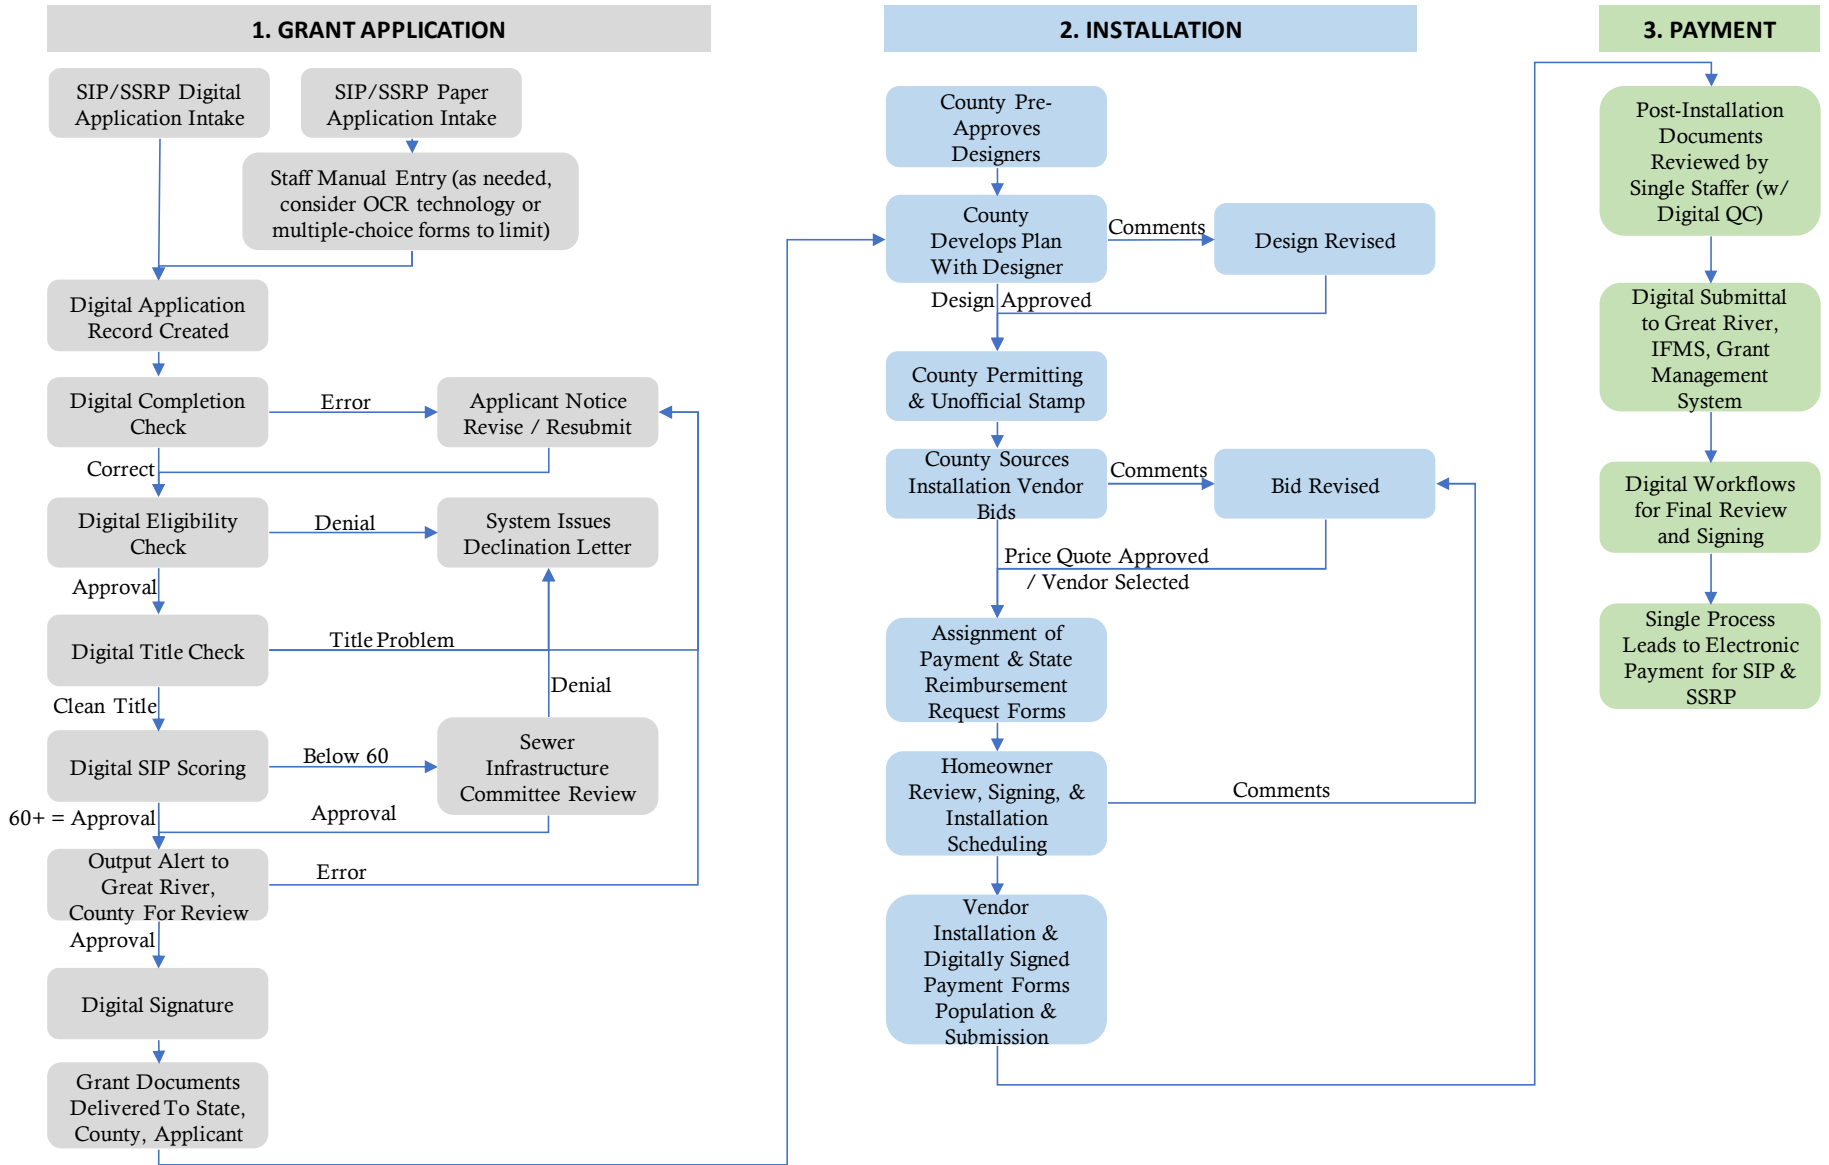 1. GRANT APPLICATION
SIP/SSRP Digital
Application Intake
SIP/SSRP Paper
Application Intake
Staff Manual Entry (as needed,
consider OCR technology or
multiple-choice forms to limit)
Digital Application
Record Created
Digital Completion
Check
Error
Applicant Notice
Revise / Resubmit
Correct
Digital Eligibility
Check
Denial
System Issues
Declination Letter
Approval
Digital Title Check
Title Problem
Clean Title
Denial
Digital SIP Scoring
Below 60
Sewer
Infrastructure
Committee Review
60+ = Approval
Approval
Output Alert to
Great River,
County For Review
Error
Approval
Digital Signature
Grant Documents
Delivered To State,
County, Applicant
2. INSTALLATION
County Pre-
Approves
Designers
County
Develops Plan
With Designer
Comments
Design Revised
Design Approved
County Permitting
& Unofficial Stamp
County Sources
Installation Vendor
Bids
Comments
Bid Revised
Price Quote Approved
/ Vendor Selected
Assignment of
Payment & State
Reimbursement
Request Forms
Homeowner
Review, Signing, &
Installation
Scheduling
Comments
Vendor
Installation &
Digitally Signed
Payment Forms
Population &
Submission
3. PAYMENT
Post-Installation
Documents
Reviewed by
Single Staffer (w/
Digital QC)
Digital Submittal
to Great River,
IFMS, Grant
Management
System
Digital Workflows
for Final Review
and Signing
Single Process
Leads to Electronic
Payment for SIP &
SSRP